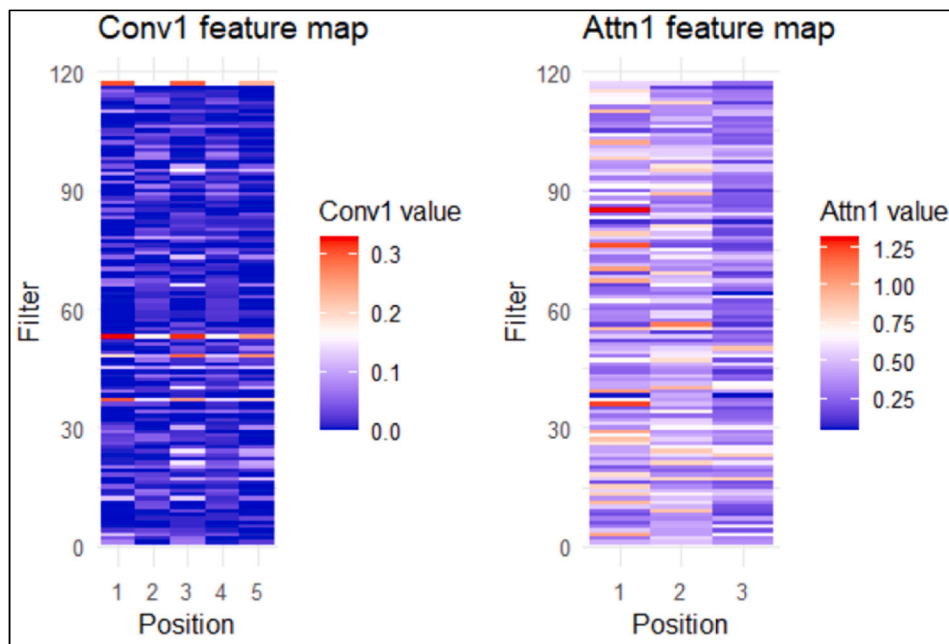 Conv1 feature map
120
90
60
30
0
Filter
1 2 3 4 5
Position
Conv1 value
0.3
0.2
0.1
0.0
Attn1 feature map
120
90
60
30
0
Filter
1 2 3
Position
Attn1 value
1.25
1.00
0.75
0.50
0.25